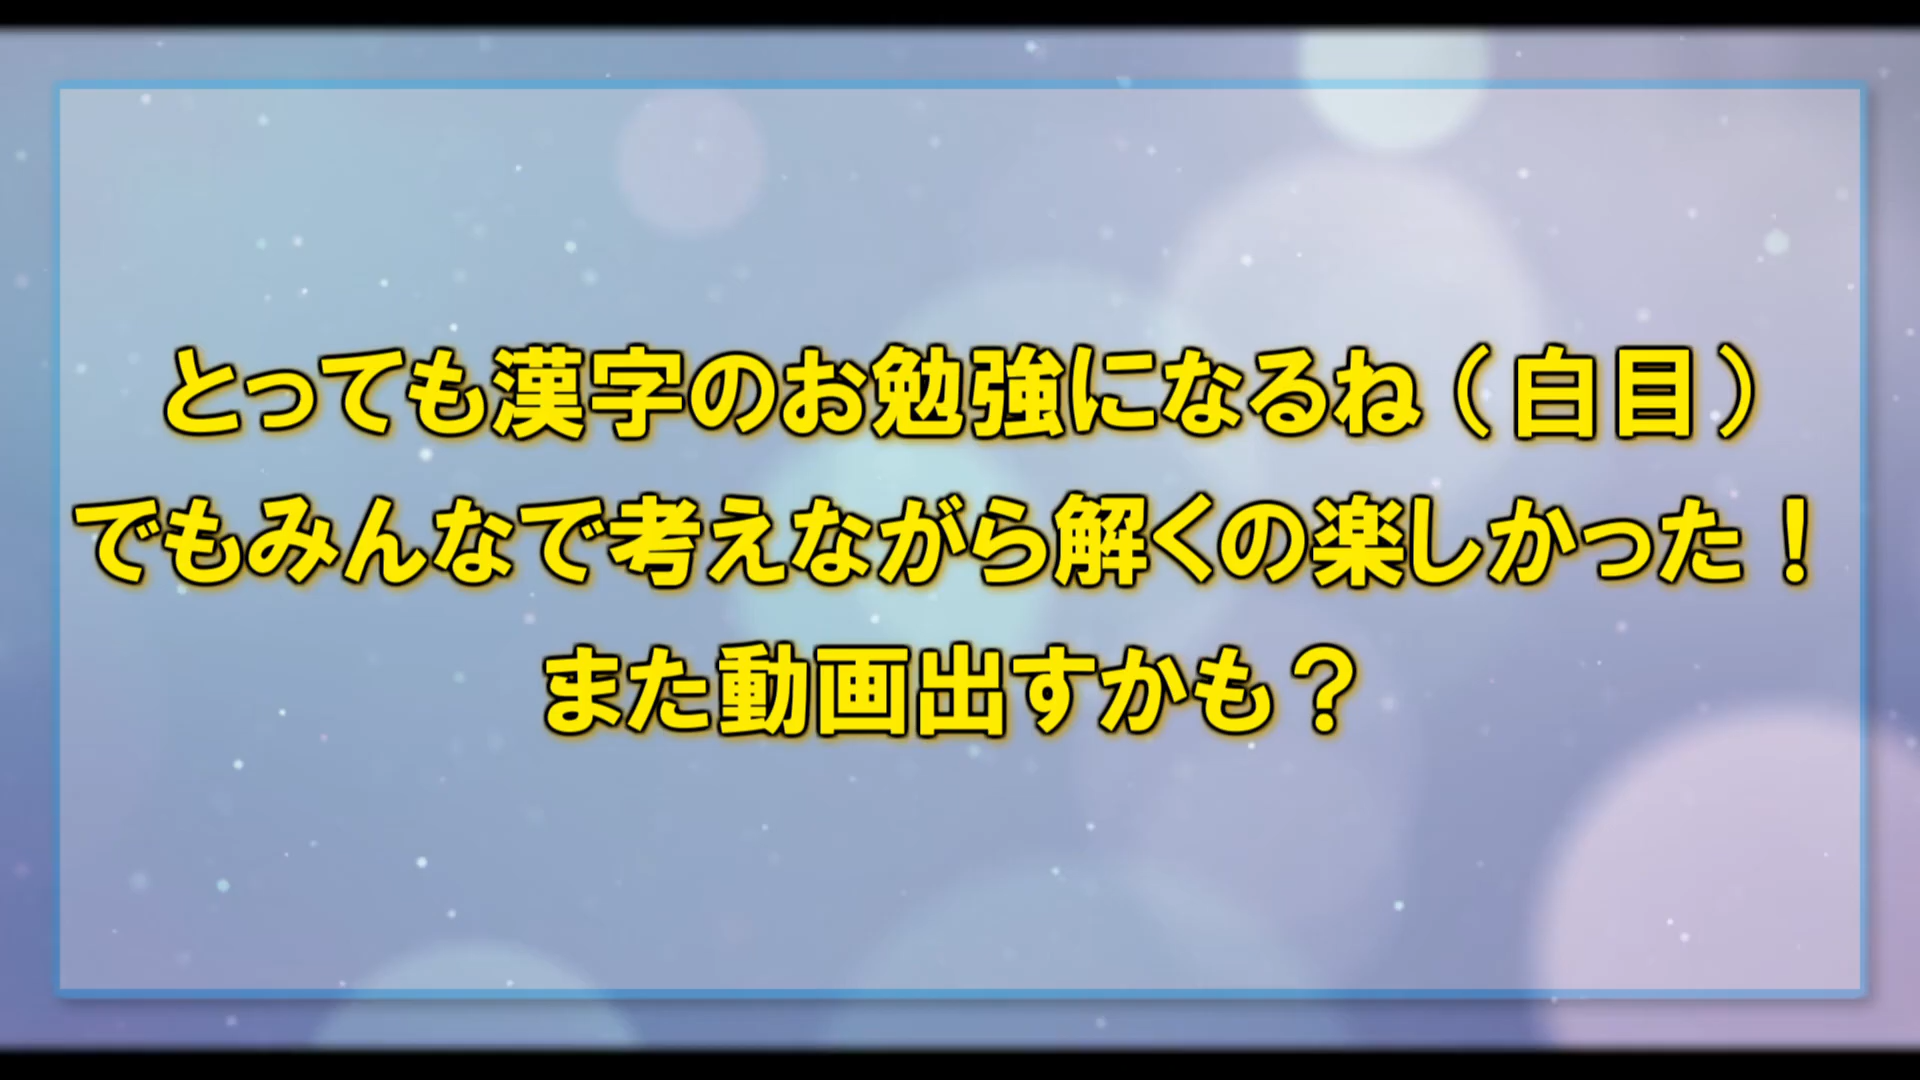 とっても漢字のお勉強になるね（白目）
でもみんなで考えながら解くの楽しかった！
また動画出すかも？